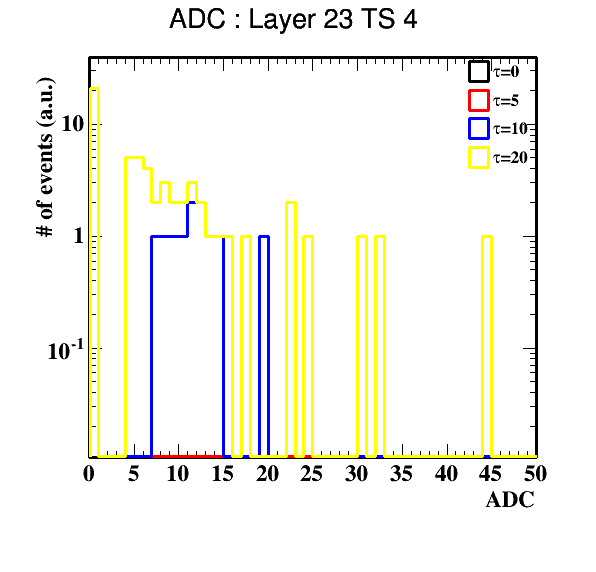 ADC : Layer 23 TS 4
# of events (a.u.)
τ=0
τ=5
τ=10
τ=20
10
1
10⁻¹
0 5 10 15 20 25 30 35 40 45 50
ADC